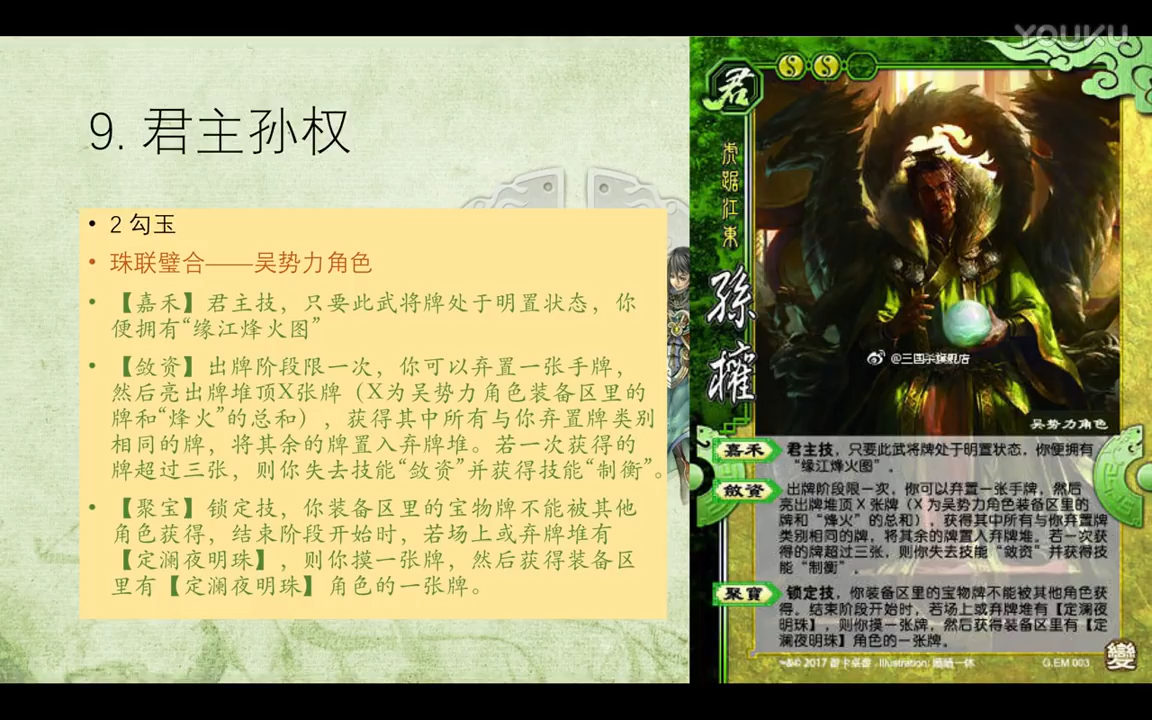 YOUKU
9. 君主孙权
• 2 勾玉
• 珠联璧合——吴势力角色
• 【嘉禾】君主技，只要此武将牌处于明置状态，你
便拥有“缘江烽火图”
• 【敛资】出牌阶段限一次，你可以弃置一张手牌，
然后亮出牌堆顶X张牌（X为吴势力角色装备区里的
牌和“烽火”的总和），获得其中所有与你弃置牌类别
相同的牌，将其余的牌置入弃牌堆。若一次获得的
牌超过三张，则你失去技能“敛资”并获得技能“制衡”。
• 【聚宝】锁定技，你装备区里的宝物牌不能被其他
角色获得，结束阶段开始时，若场上或弃牌堆有
【定澜夜明珠】，则你摸一张牌，然后获得装备区
里有【定澜夜明珠】角色的一张牌。
君
虎踞江東
孫權
@三国杀旗舰店
吴势力角色
嘉禾 君主技，只要此武将牌处于明置状态，你便拥有
“缘江烽火图”。
斂資 出牌阶段限一次，你可以弃置一张手牌，然后
亮出牌堆顶 X 张牌（X 为吴势力角色装备区里的
牌和“烽火”的总和），获得其中所有与你弃置牌
类别相同的牌，将其余的牌置入弃牌堆。若一次获
得的牌超过三张，则你失去技能“敛资”并获得技
能“制衡”。
聚寶 锁定技，你装备区里的宝物牌不能被其他角色获
得。结束阶段开始时，若场上或弃牌堆有【定澜夜
明珠】，则你摸一张牌，然后获得装备区里有【定
澜夜明珠】角色的一张牌。
© 2017 游卡桌游. Illustration:
G.EM 003
變